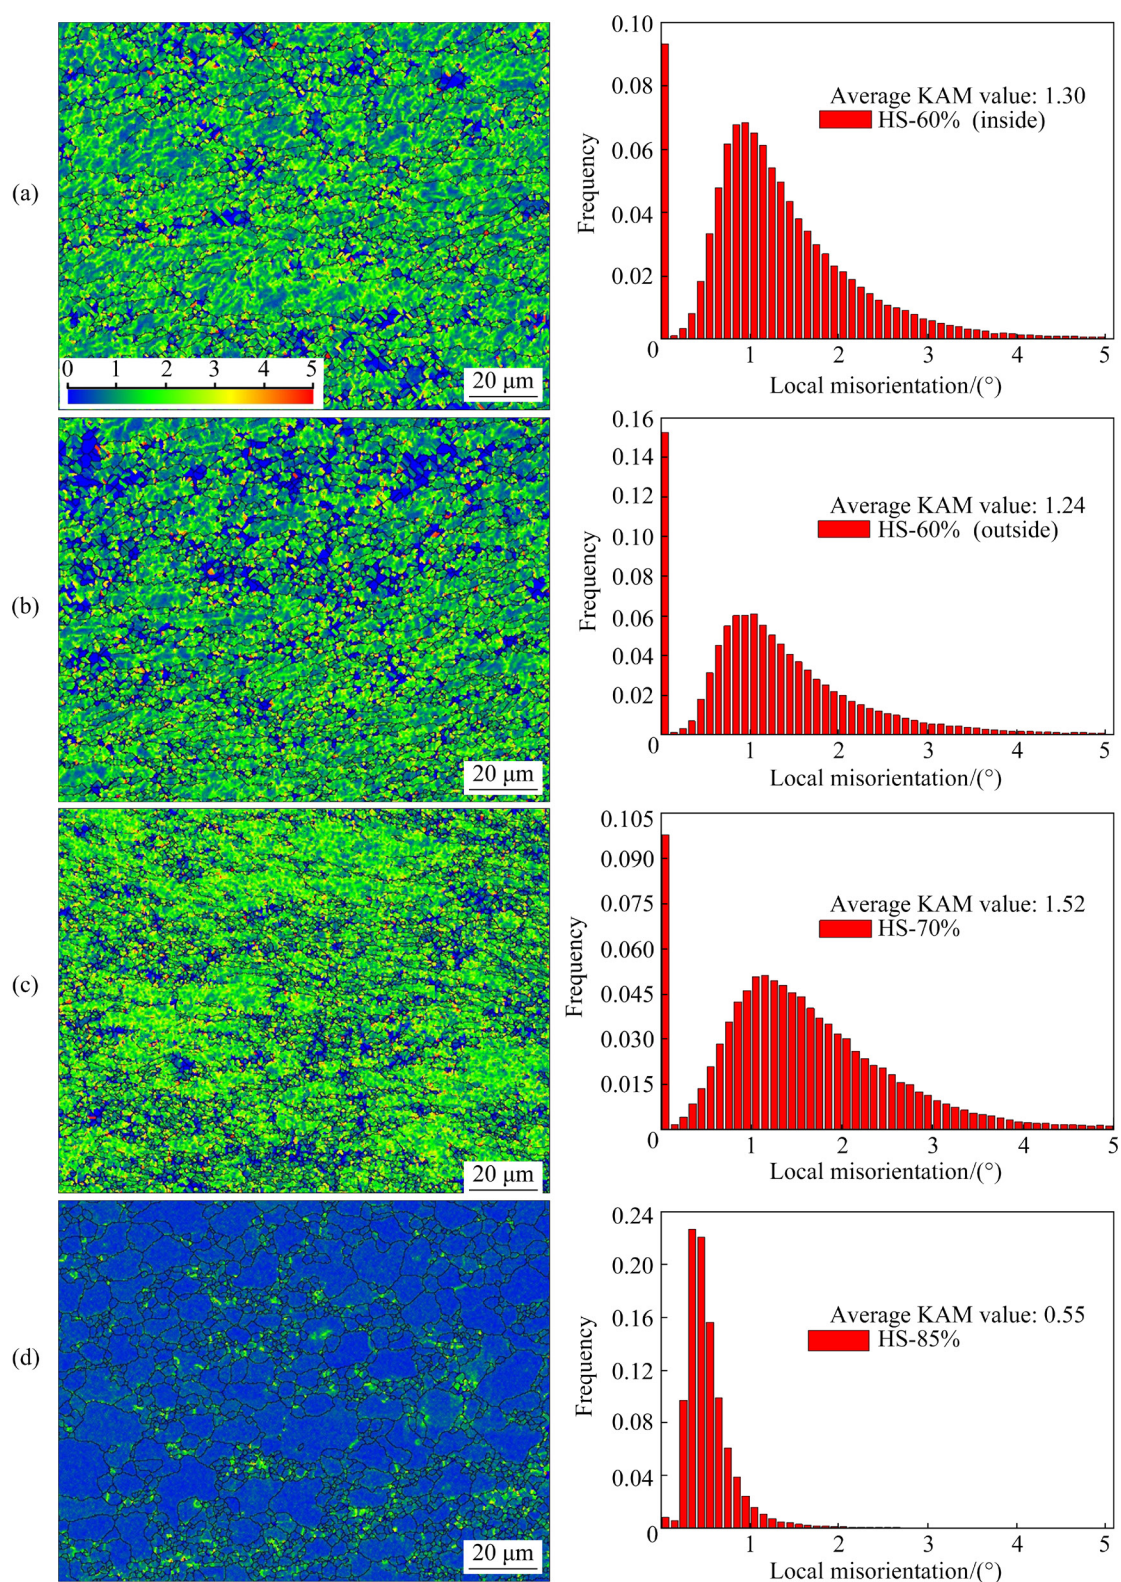 (a)
0 1 2 3 4 5
20 μm
0.10
0.08
0.06
0.04
0.02
0
Frequency
Average KAM value: 1.30
HS-60% (inside)
1 2 3 4 5
Local misorientation/(°)
(b)
20 μm
0.16
0.14
0.12
0.10
0.08
0.06
0.04
0.02
0
Frequency
Average KAM value: 1.24
HS-60% (outside)
1 2 3 4 5
Local misorientation/(°)
(c)
20 μm
0.105
0.090
0.075
0.060
0.045
0.030
0.015
0
Frequency
Average KAM value: 1.52
HS-70%
1 2 3 4 5
Local misorientation/(°)
(d)
20 μm
0.24
0.20
0.16
0.12
0.08
0.04
0
Frequency
Average KAM value: 0.55
HS-85%
1 2 3 4 5
Local misorientation/(°)